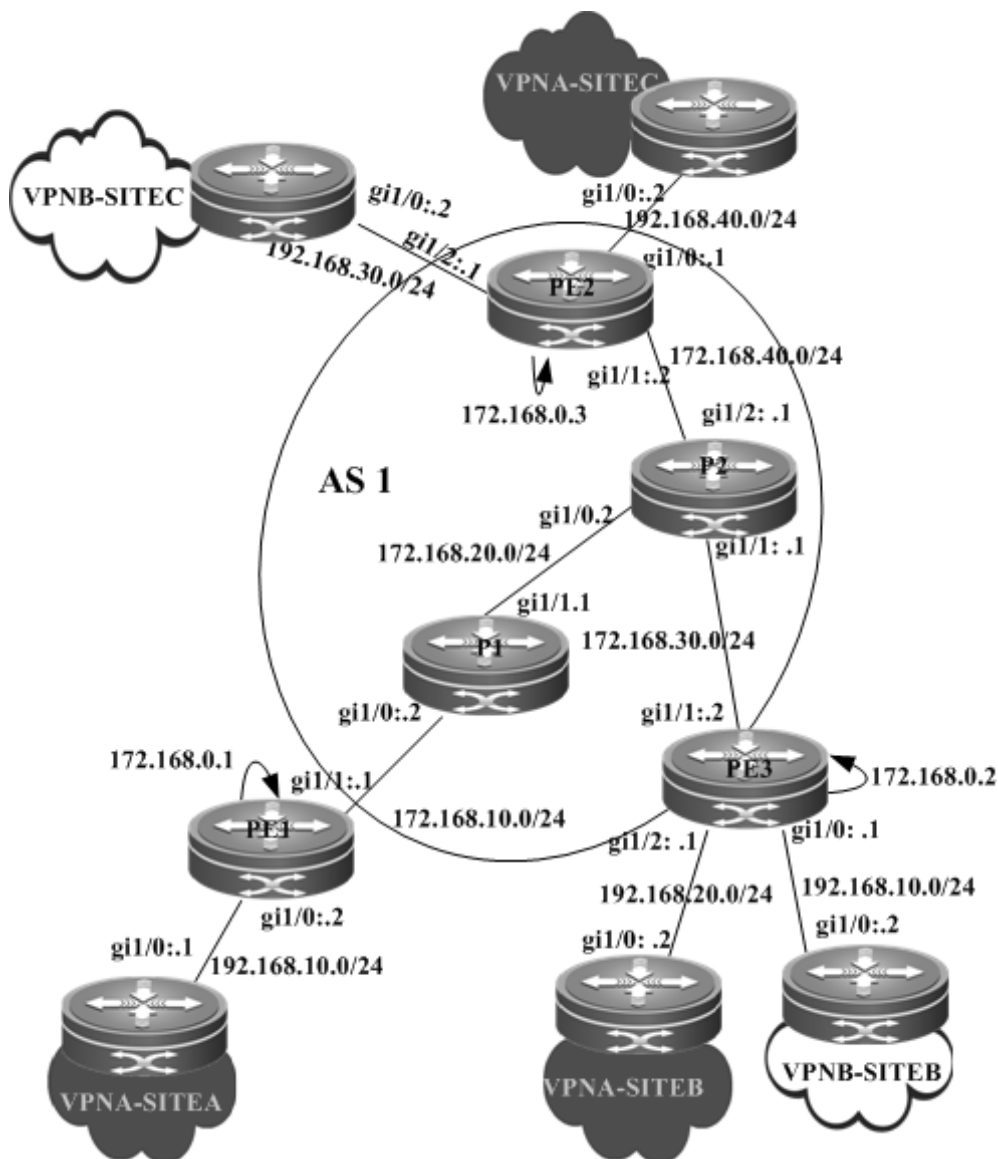 VPNA-SITEC
VPNB-SITEC
gi1/0:.2
gi1/0:.2
192.168.40.0/24
gi1/2:.1
192.168.30.0/24
gi1/0:.1
PE2
172.168.40.0/24
gi1/1:.2
172.168.0.3
gi1/2: .1
P2
AS 1
gi1/0.2
gi1/1: .1
172.168.20.0/24
gi1/1.1
172.168.30.0/24
P1
gi1/0:.2
gi1/1:.2
172.168.0.1
gi1/1:.1
PE3
172.168.0.2
172.168.10.0/24
PE1
gi1/2: .1
gi1/0: .1
192.168.20.0/24
192.168.10.0/24
gi1/0:.2
gi1/0:.1
gi1/0: .2
gi1/0:.2
192.168.10.0/24
VPNA-SITEA
VPNA-SITEB
VPNB-SITEB